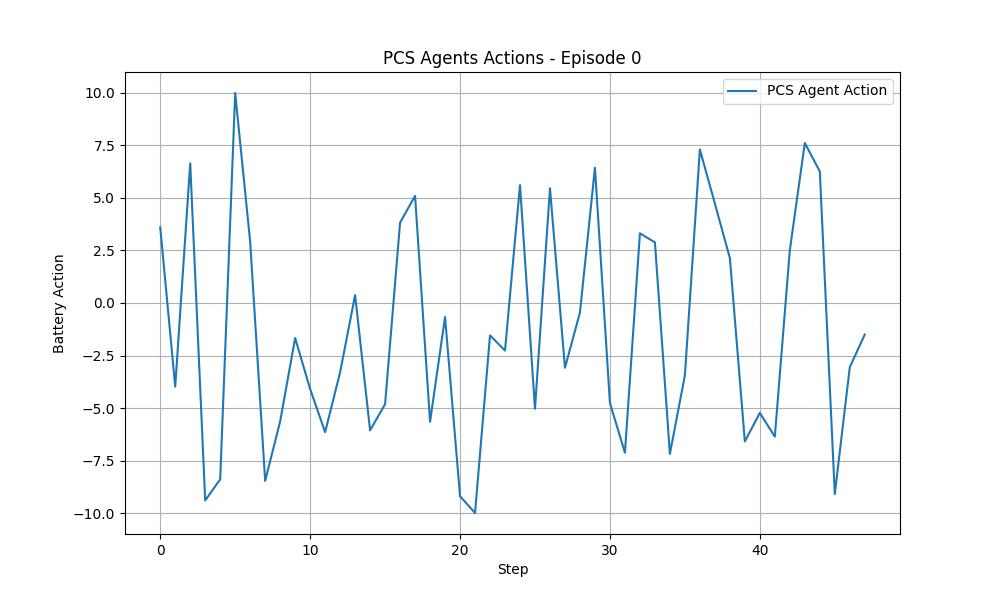 PCS Agents Actions - Episode 0
PCS Agent Action
10.0
7.5
5.0
2.5
0.0
−2.5
−5.0
−7.5
−10.0
Battery Action
0 10 20 30 40
Step